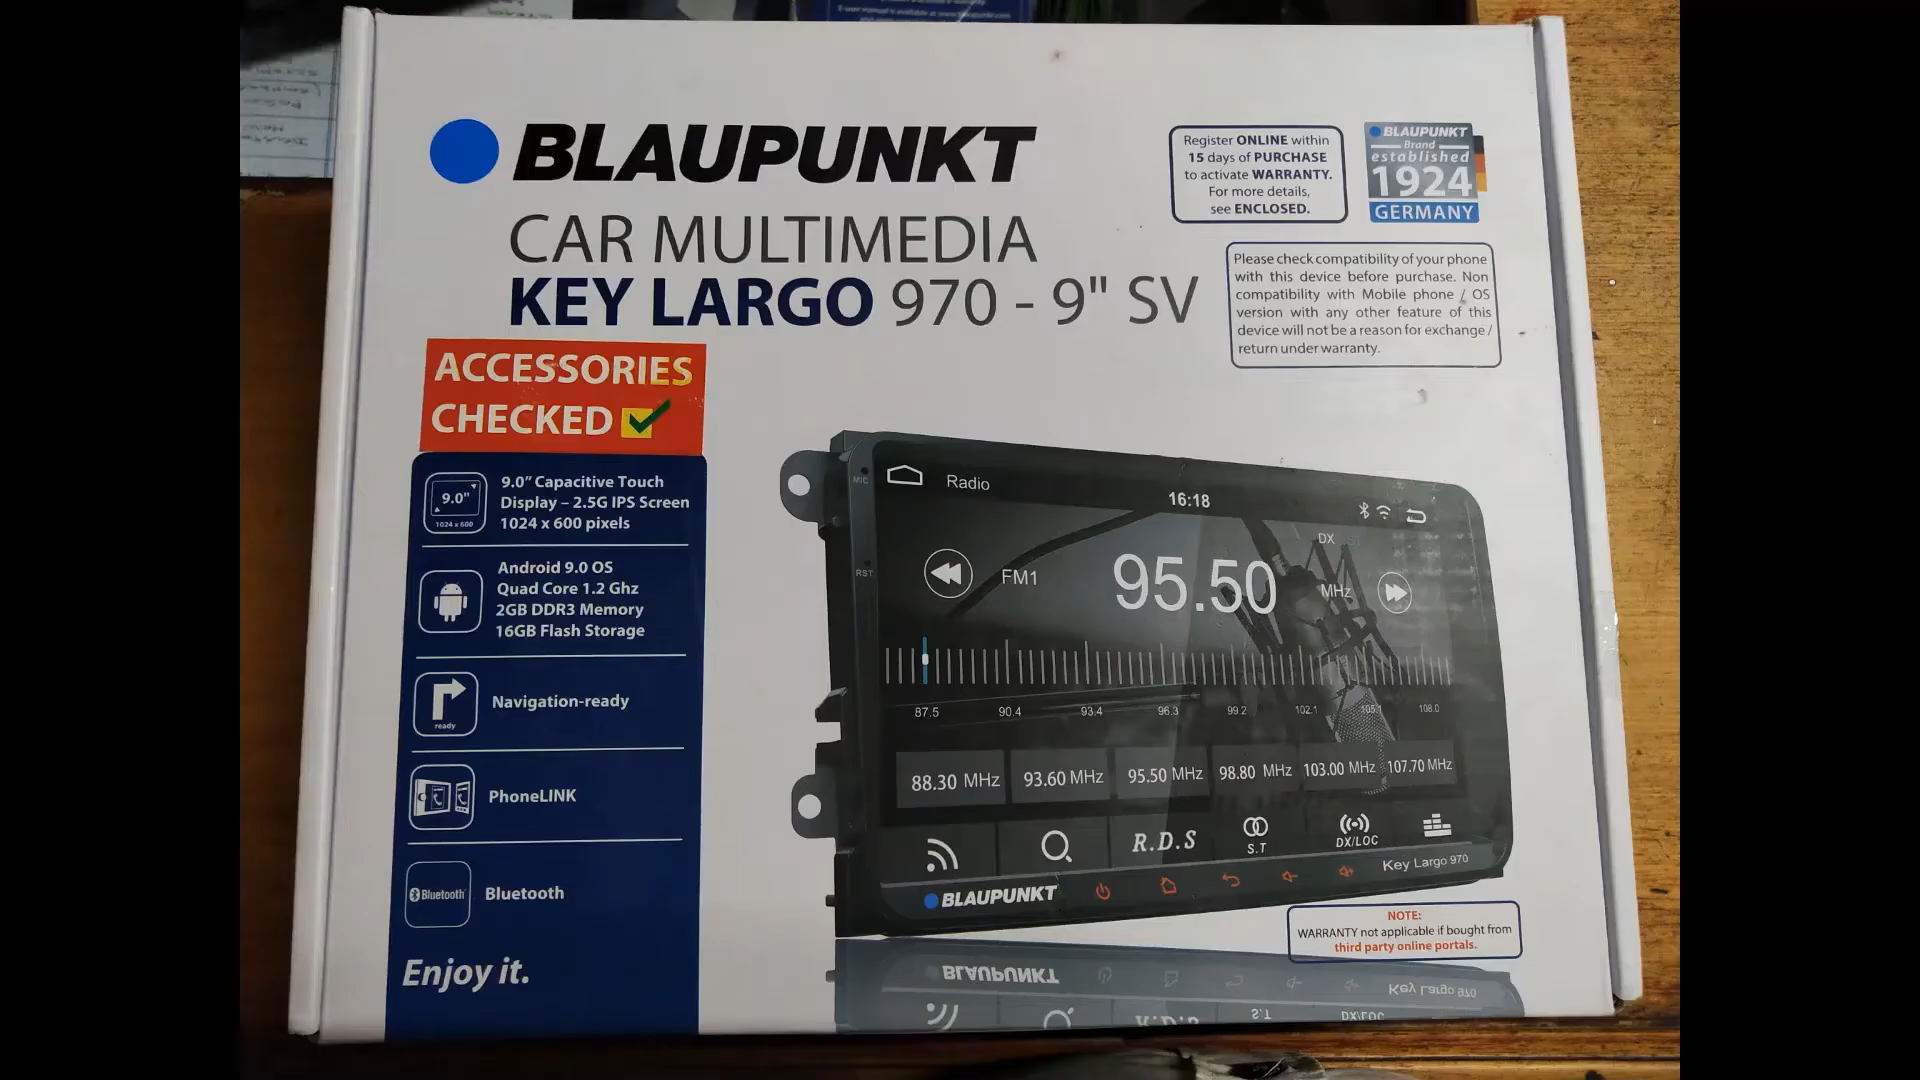 BLAUPUNKT
CAR MULTIMEDIA
KEY LARGO 970 - 9" SV
Register ONLINE within
15 days of PURCHASE
to activate WARRANTY.
For more details,
see ENCLOSED.
BLAUPUNKT
Brand
established
1924
GERMANY
Please check compatibility of your phone
with this device before purchase. Non
compatibility with Mobile phone / OS
version with any other feature of this
device will not be a reason for exchange /
return under warranty.
ACCESSORIES
CHECKED
9.0"
1024 x 600
9.0" Capacitive Touch
Display – 2.5G IPS Screen
1024 x 600 pixels
Android 9.0 OS
Quad Core 1.2 Ghz
2GB DDR3 Memory
16GB Flash Storage
ready
Navigation-ready
PhoneLINK
Bluetooth
Bluetooth
Enjoy it.
MIC
Radio
16:18
DX ST
RST
FM1
95.50
MHz
87.5 90.4 93.4 96.3 99.2 102.1 105.1 108.0
88.30 MHz 93.60 MHz 95.50 MHz 98.80 MHz 103.00 MHz 107.70 MHz
R.D.S
S.T
DX/LOC
BLAUPUNKT
Key Largo 970
NOTE:
WARRANTY not applicable if bought from
third party online portals.